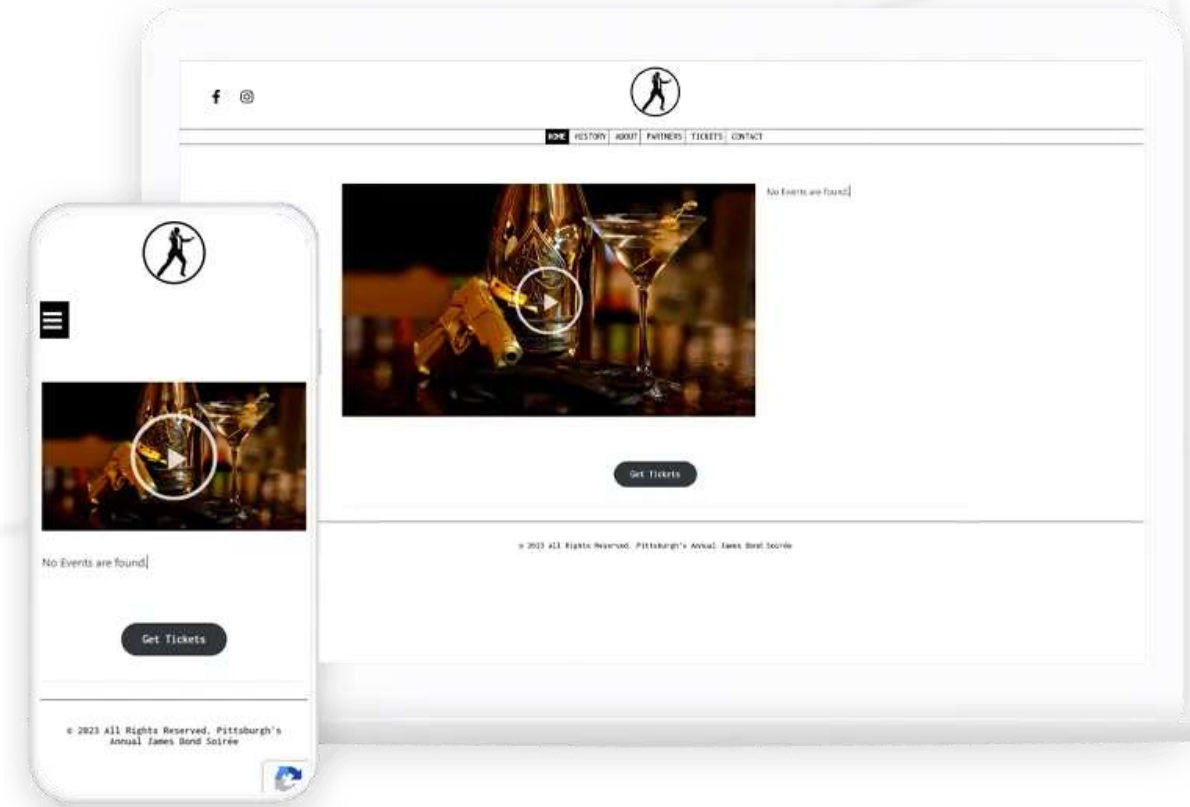 HOME HISTORY ABOUT PARTNERS TICKETS CONTACT
No Events are found.
Get Tickets
© 2023 All Rights Reserved. Pittsburgh's Annual James Bond Soirée
No Events are found.
Get Tickets
© 2023 All Rights Reserved. Pittsburgh's
Annual James Bond Soirée